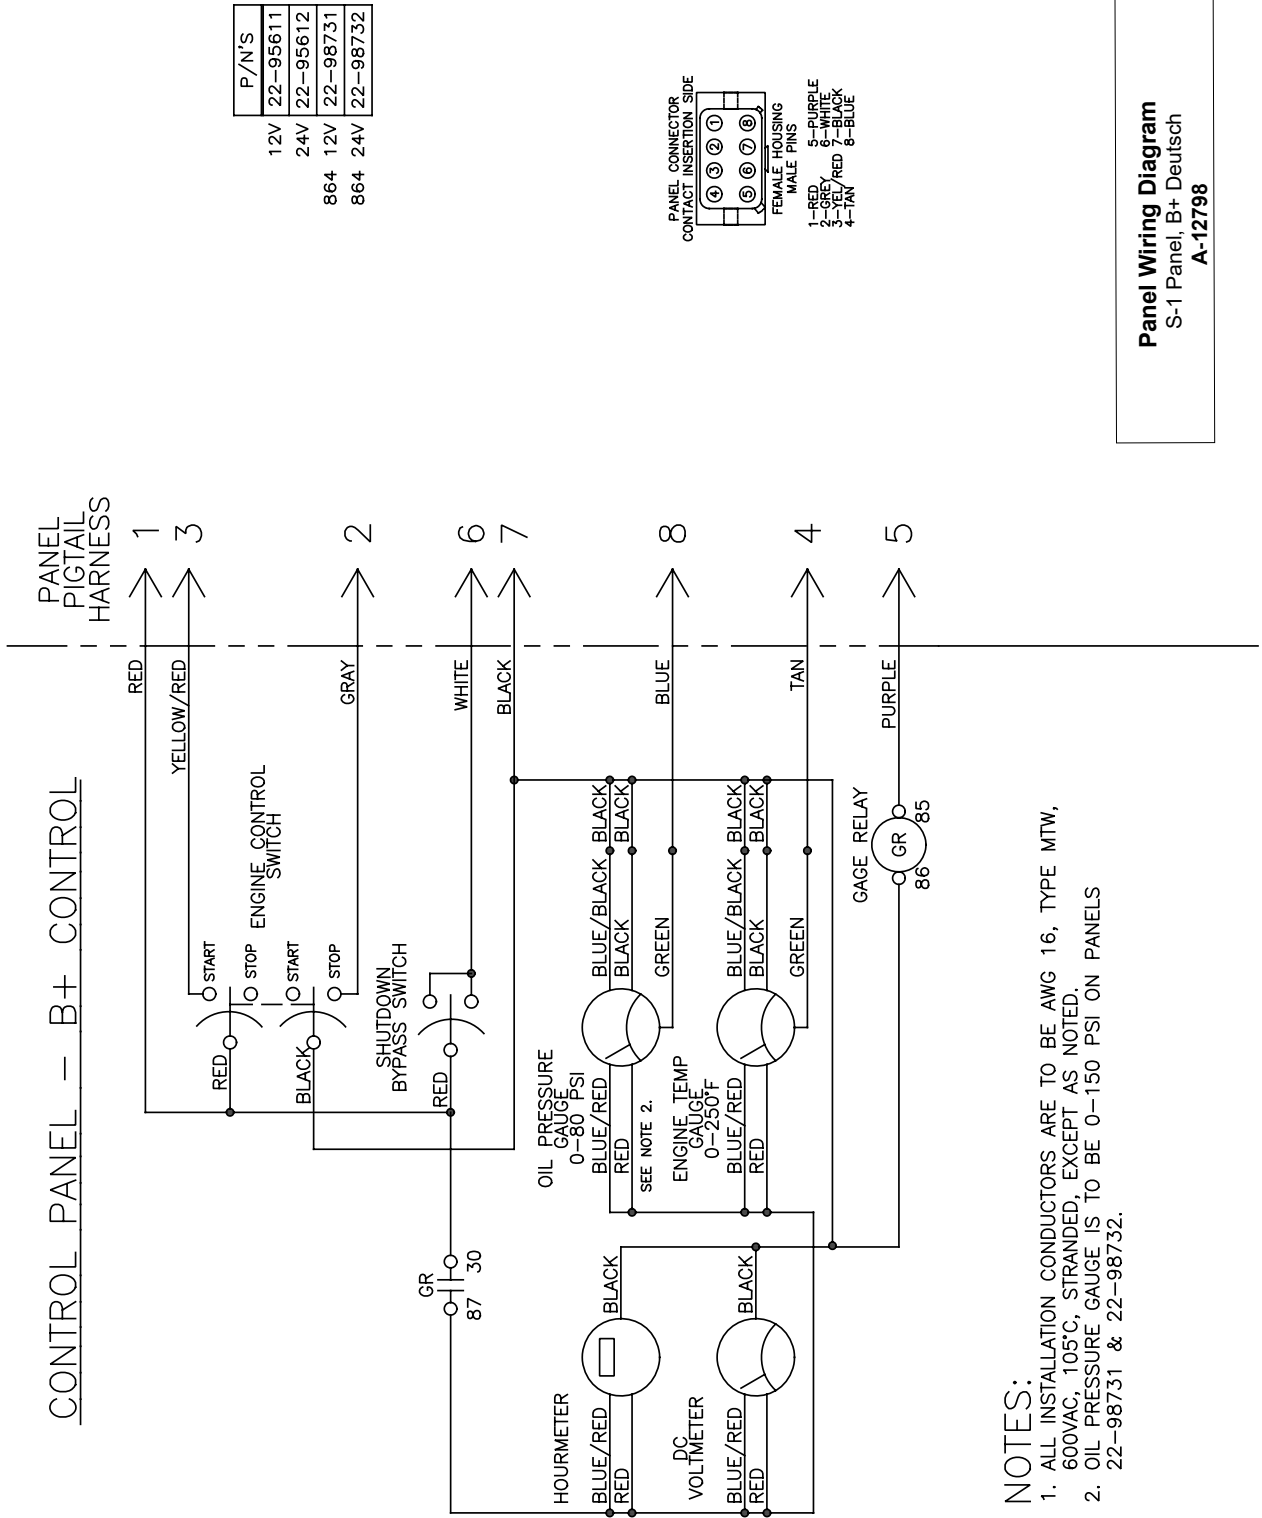 CONTROL PANEL - B+ CONTROL
PANEL
PIGTAIL
HARNESS
P/N'S
12V 22-95611
24V 22-95612
864 12V 22-98731
864 24V 22-98732
RED
1
YELLOW/RED
3
ENGINE CONTROL
SWITCH
START
STOP
START
STOP
RED
BLACK
GRAY
2
SHUTDOWN
BYPASS SWITCH
RED
WHITE
6
BLACK
7
GR
87
30
OIL PRESSURE
GAUGE
0-80 PSI
BLUE/RED
RED
SEE NOTE 2.
BLUE/BLACK
BLACK
BLACK
BLACK
GREEN
BLUE
8
ENGINE TEMP
GAUGE
0-250°F
BLUE/RED
RED
BLUE/BLACK
BLACK
BLACK
BLACK
GREEN
TAN
4
HOURMETER
BLUE/RED
RED
BLACK
DC
VOLTMETER
BLUE/RED
RED
BLACK
GAGE RELAY
86
GR
85
PURPLE
5
PANEL CONNECTOR
CONTACT INSERTION SIDE
4 3 2 1
5 6 7 8
FEMALE HOUSING
MALE PINS
1-RED 5-PURPLE
2-GREY 6-WHITE
3-YEL/RED 7-BLACK
4-TAN 8-BLUE
NOTES:
1. ALL INSTALLATION CONDUCTORS ARE TO BE AWG 16, TYPE MTW,
600VAC, 105°C, STRANDED, EXCEPT AS NOTED.
2. OIL PRESSURE GAUGE IS TO BE 0-150 PSI ON PANELS
22-98731 & 22-98732.
Panel Wiring Diagram
S-1 Panel, B+ Deutsch
A-12798